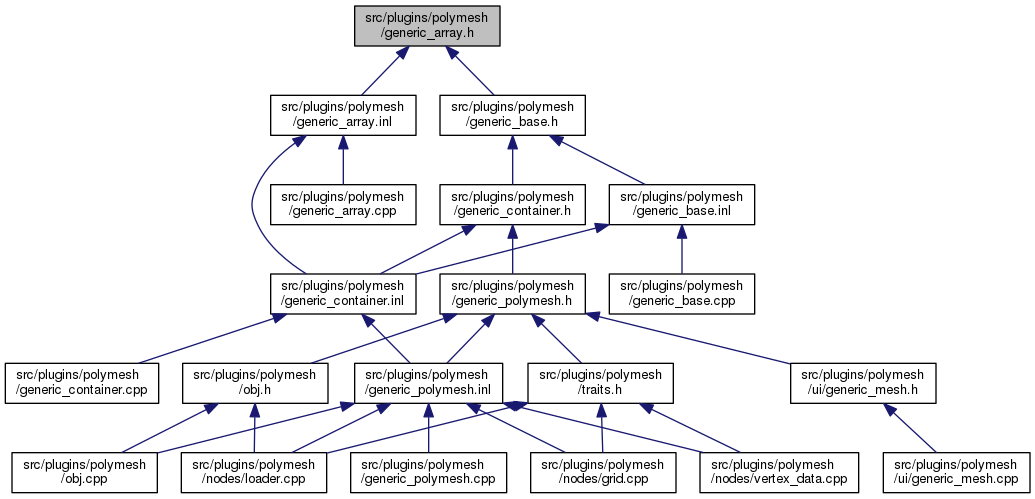 src/plugins/polymesh
/generic_array.h
src/plugins/polymesh
/generic_array.inl
src/plugins/polymesh
/generic_base.h
src/plugins/polymesh
/generic_array.cpp
src/plugins/polymesh
/generic_container.h
src/plugins/polymesh
/generic_base.inl
src/plugins/polymesh
/generic_container.inl
src/plugins/polymesh
/generic_polymesh.h
src/plugins/polymesh
/generic_base.cpp
src/plugins/polymesh
/generic_container.cpp
src/plugins/polymesh
/obj.h
src/plugins/polymesh
/generic_polymesh.inl
src/plugins/polymesh
/traits.h
src/plugins/polymesh
/ui/generic_mesh.h
src/plugins/polymesh
/obj.cpp
src/plugins/polymesh
/nodes/loader.cpp
src/plugins/polymesh
/generic_polymesh.cpp
src/plugins/polymesh
/nodes/grid.cpp
src/plugins/polymesh
/nodes/vertex_data.cpp
src/plugins/polymesh
/ui/generic_mesh.cpp